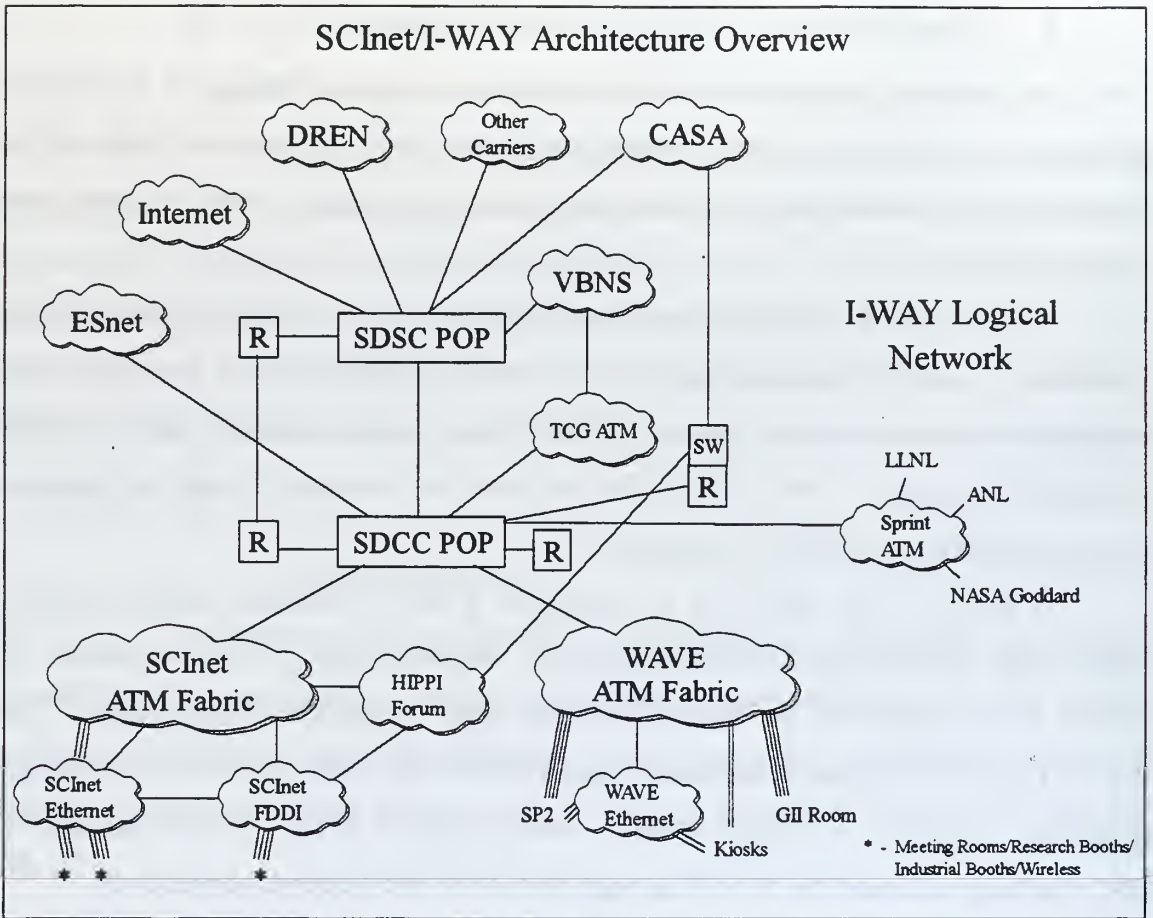 SCInet/I-WAY Architecture Overview
DREN
Other
Carriers
CASA
Internet
VBNS
ESnet
R
SDSC POP
I-WAY Logical
Network
TCG ATM
SW
R
LLNL
ANL
Sprint
ATM
NASA Goddard
R
SDCC POP
R
SCInet
ATM Fabric
HIPPI
Forum
WAVE
ATM Fabric
SCInet
Ethernet
SCInet
FDDI
SP2
WAVE
Ethernet
GII Room
Kiosks
* - Meeting Rooms/Research Booths/
Industrial Booths/Wireless
* * *